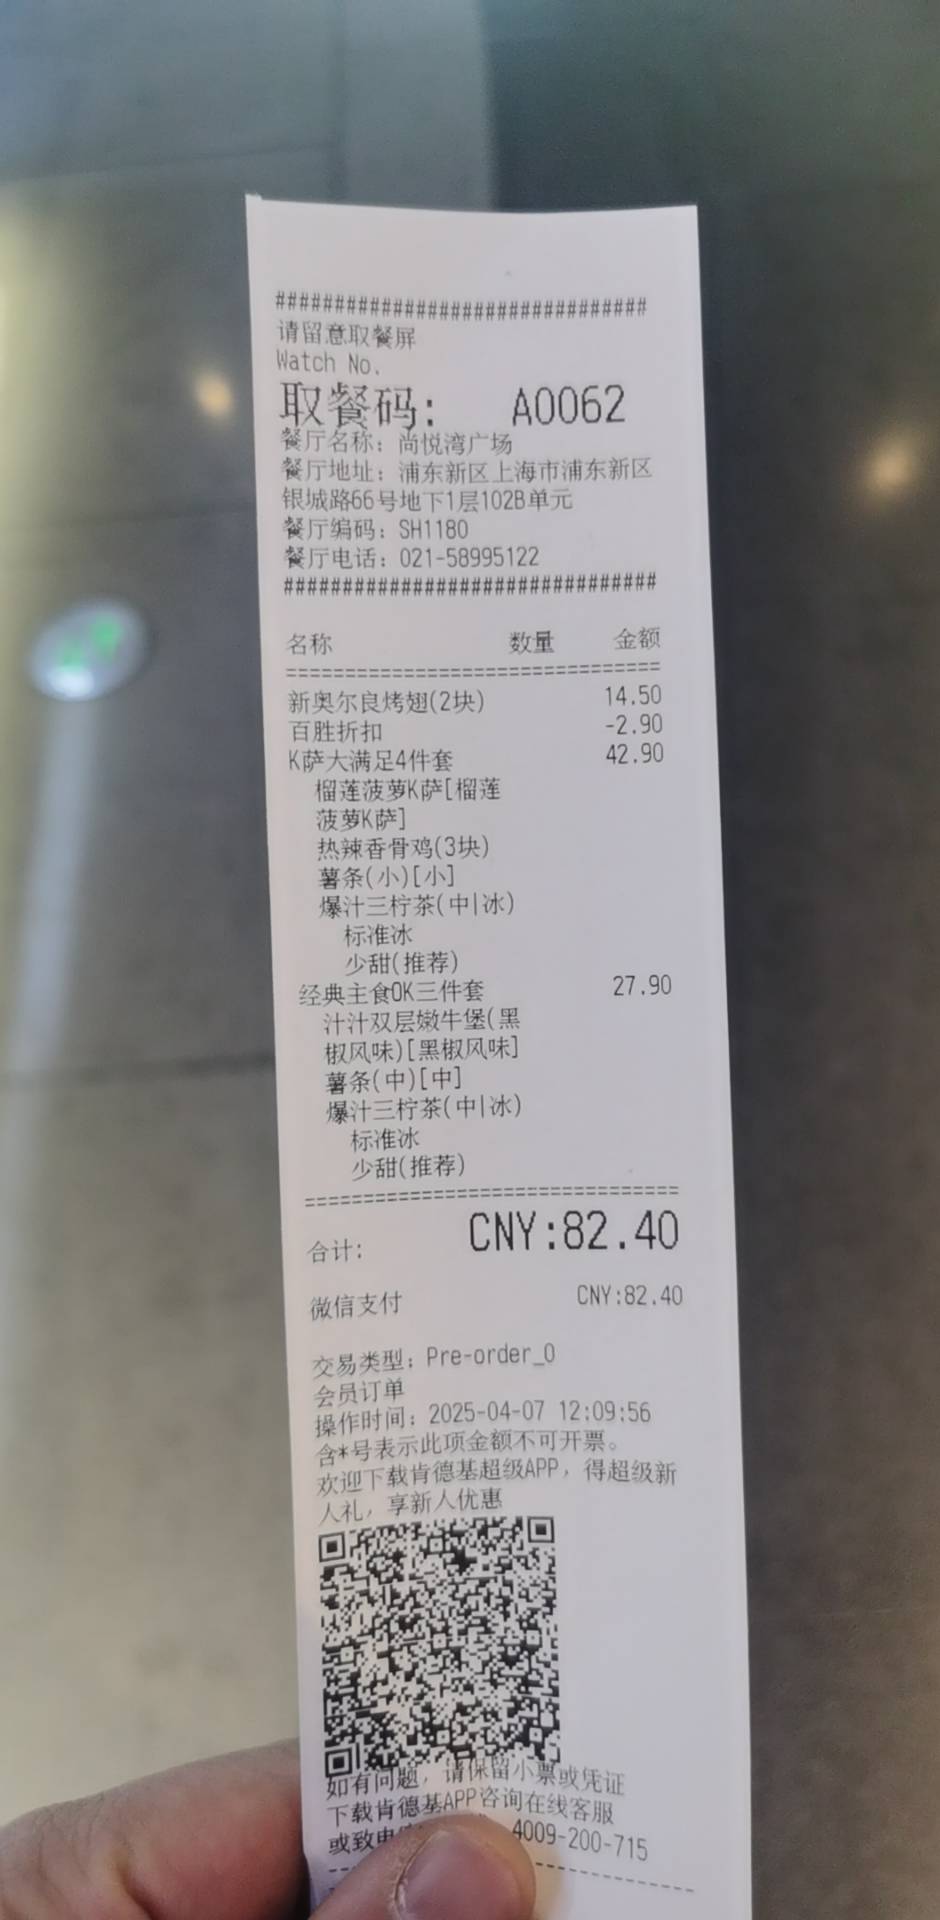 ################################
请留意取餐屏
Watch No.
取餐码: A0062
餐厅名称: 尚悦湾广场
餐厅地址: 浦东新区上海市浦东新区
银城路66号地下1层102B单元
餐厅编码: SH1180
餐厅电话: 021-58995122
################################
名称 数量 金额
================================
新奥尔良烤翅(2块) 14.50
百胜折扣 -2.90
K萨大满足4件套 42.90
榴莲菠萝K萨[榴莲
菠萝K萨]
热辣香骨鸡(3块)
薯条(小)[小]
爆汁三柠茶(中|冰)
标准冰
少甜(推荐)
经典主食OK三件套 27.90
汁汁双层嫩牛堡(黑
椒风味)[黑椒风味]
薯条(中)[中]
爆汁三柠茶(中|冰)
标准冰
少甜(推荐)
================================
合计: CNY:82.40
微信支付 CNY:82.40
交易类型: Pre-order_O
会员订单
操作时间: 2025-04-07 12:09:56
含*号表示此项金额不可开票。
欢迎下载肯德基超级APP, 得超级新
人礼, 享新人优惠
如有问题, 请保留小票或凭证
下载肯德基APP咨询在线客服
或致电 4009-200-715